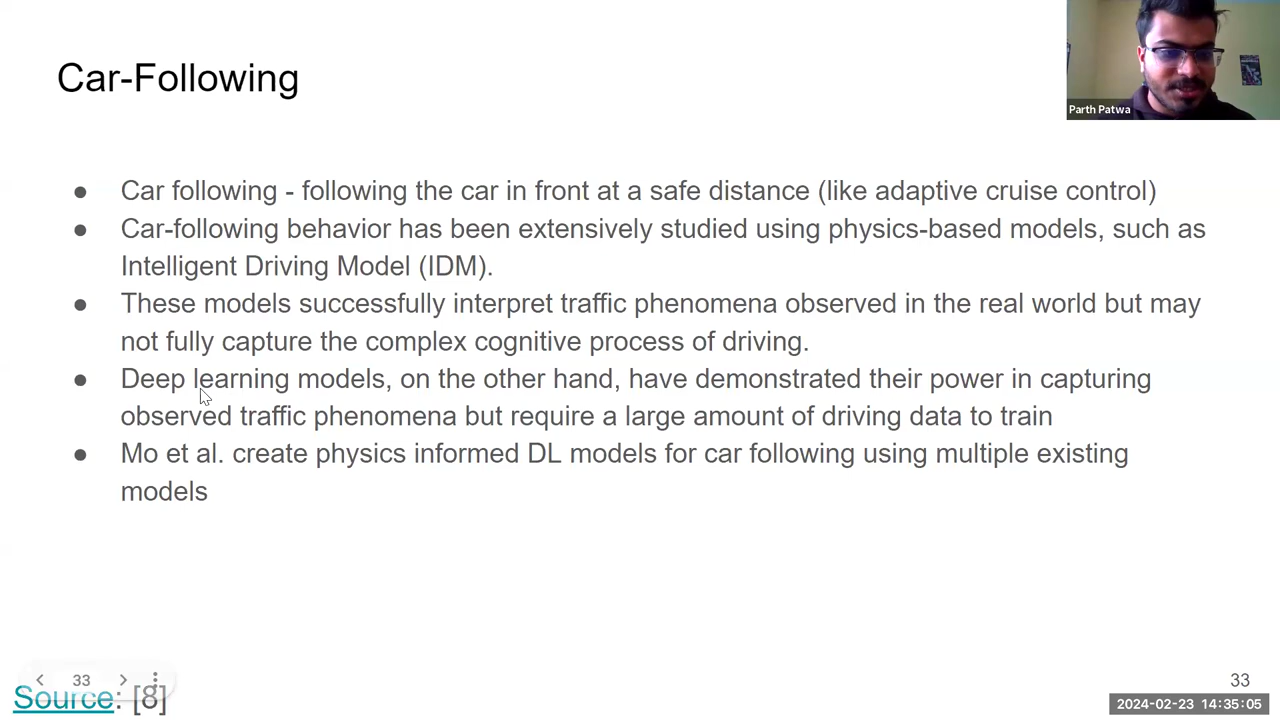 Car-Following
Parth Patwa
● Car following - following the car in front at a safe distance (like adaptive cruise control)
● Car-following behavior has been extensively studied using physics-based models, such as
Intelligent Driving Model (IDM).
● These models successfully interpret traffic phenomena observed in the real world but may
not fully capture the complex cognitive process of driving.
● Deep learning models, on the other hand, have demonstrated their power in capturing
observed traffic phenomena but require a large amount of driving data to train
● Mo et al. create physics informed DL models for car following using multiple existing
models
33
Source: [8]
33
2024-02-23 14:35:05